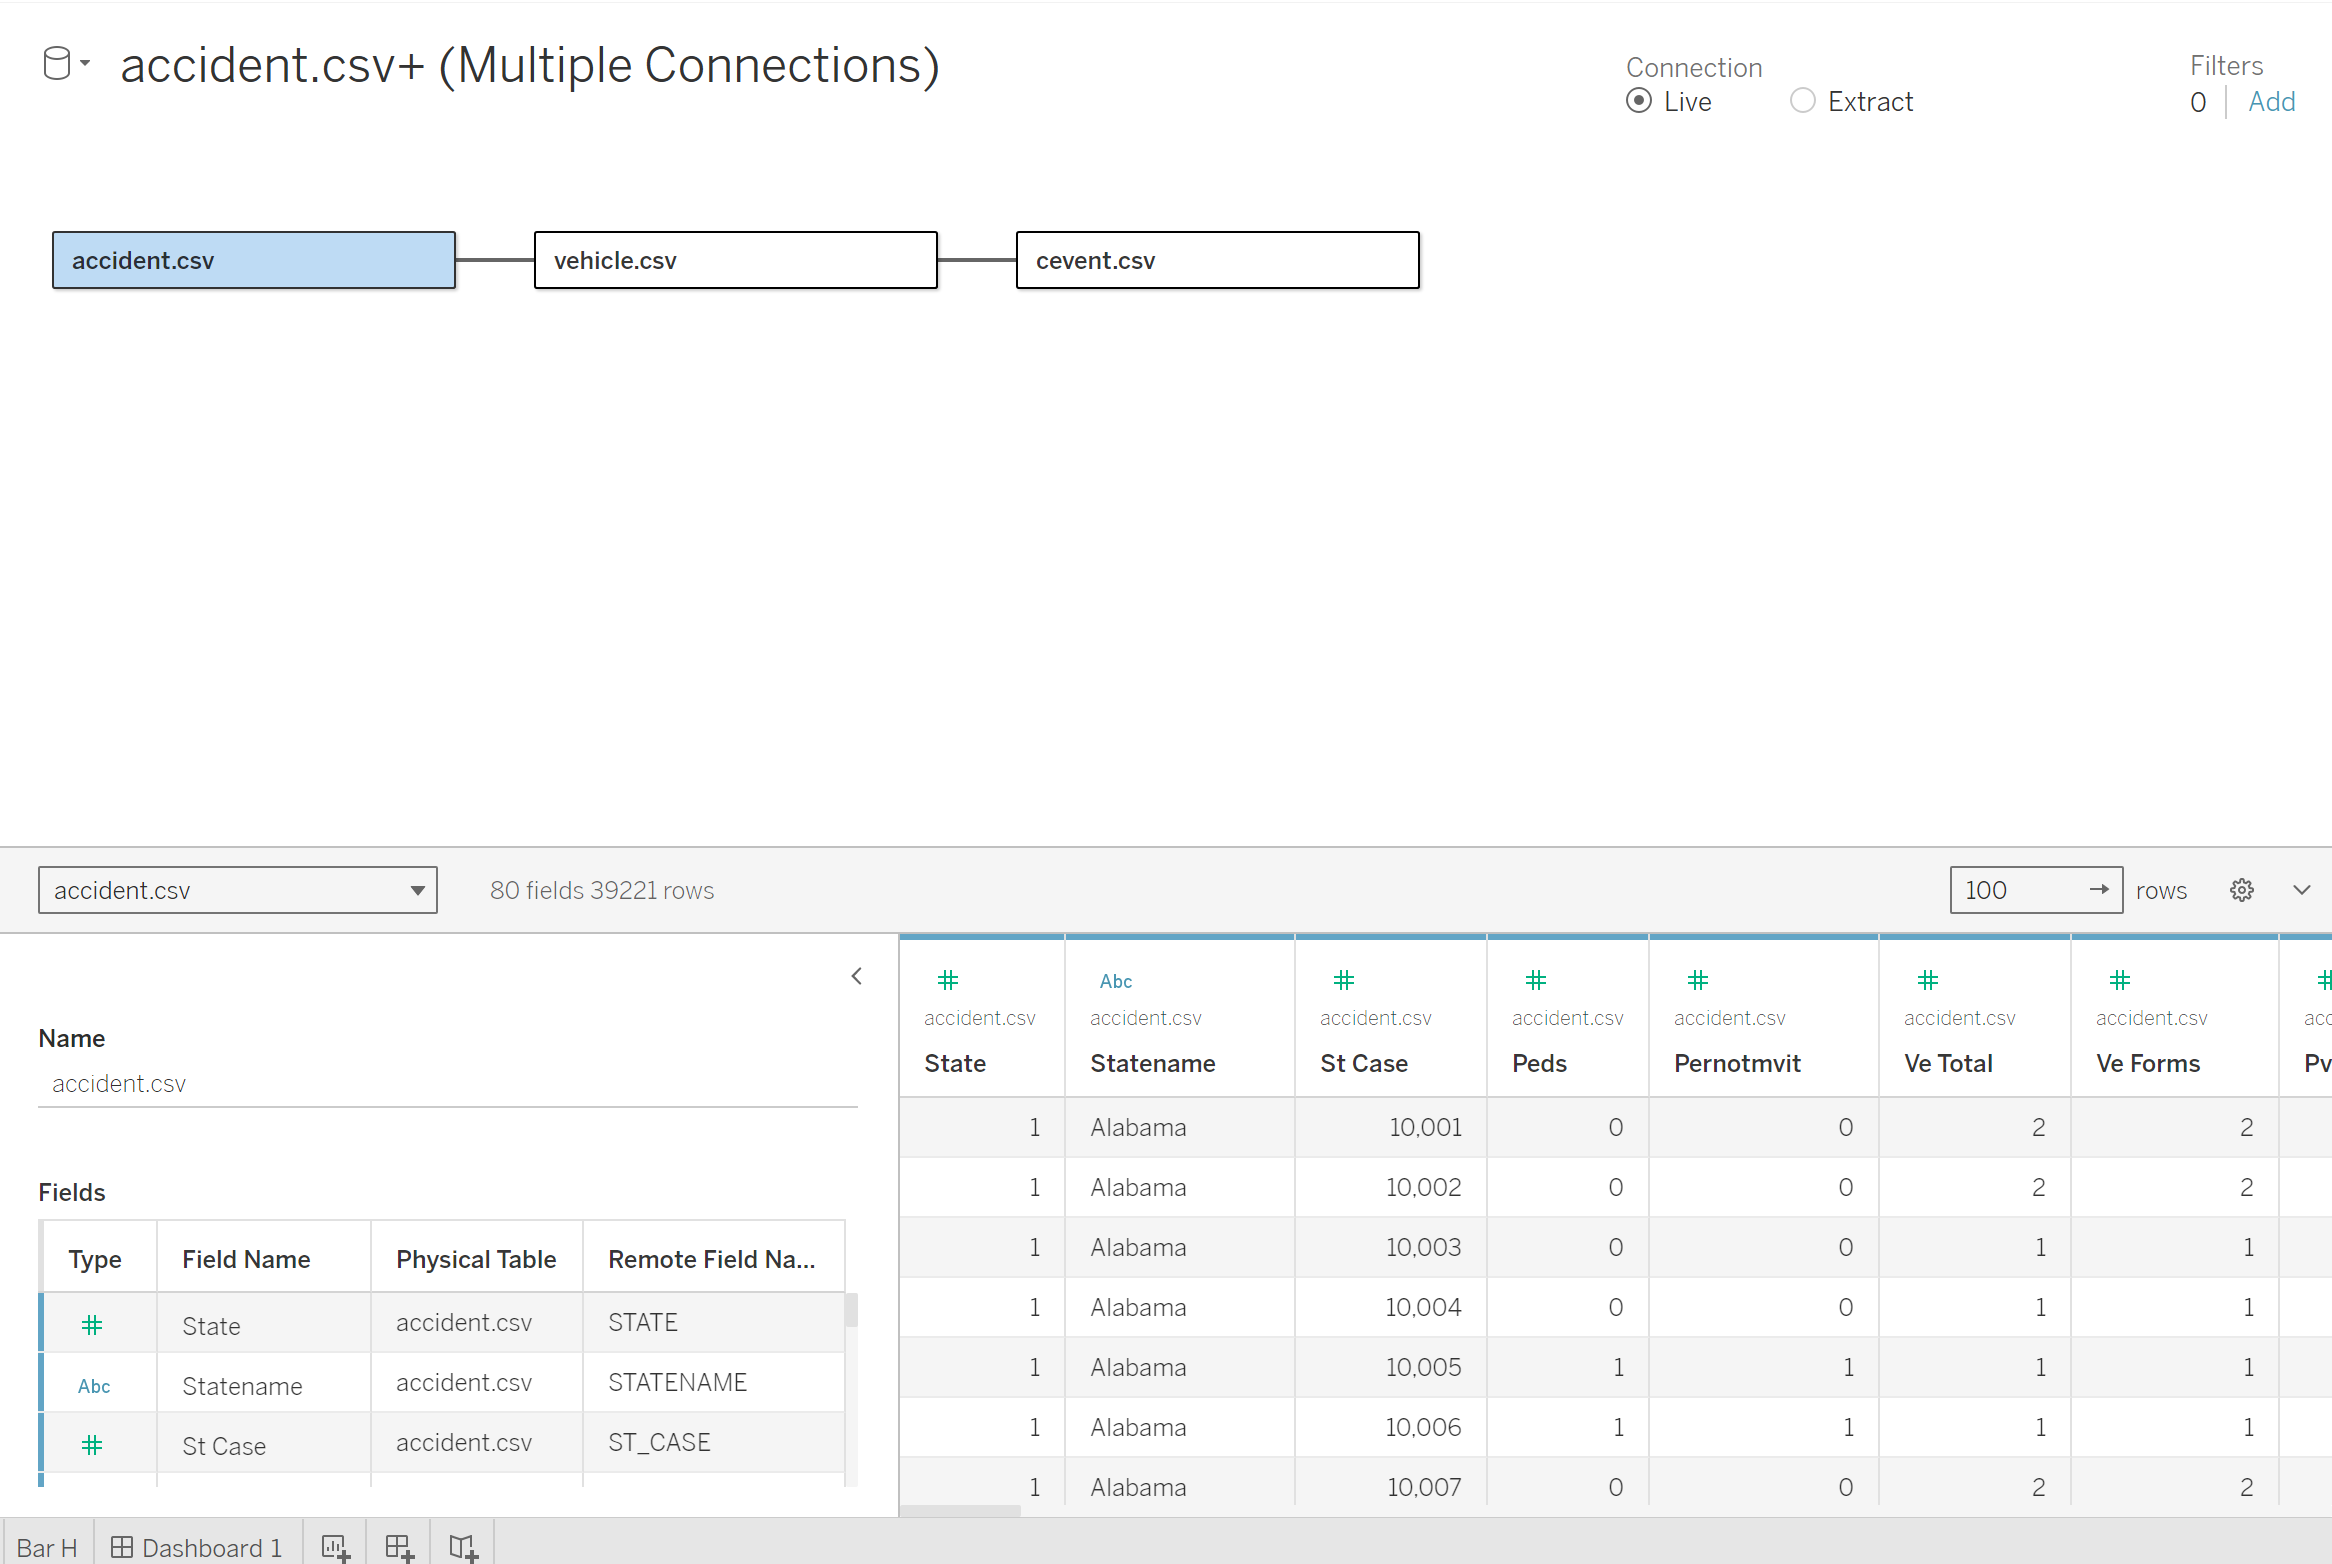 accident.csv+ (Multiple Connections)
Connection
Live Extract
Filters
0 Add
accident.csv vehicle.csv cevent.csv
accident.csv 80 fields 39221 rows 100 rows
Name
accident.csv
Fields
Type Field Name Physical Table Remote Field Na...
# State accident.csv STATE
Abc Statename accident.csv STATENAME
# St Case accident.csv ST_CASE
# Abc # # # # # #
accident.csv accident.csv accident.csv accident.csv accident.csv accident.csv accident.csv acc
State Statename St Case Peds Pernotmvit Ve Total Ve Forms Pv
1 Alabama 10,001 0 0 2 2
1 Alabama 10,002 0 0 2 2
1 Alabama 10,003 0 0 1 1
1 Alabama 10,004 0 0 1 1
1 Alabama 10,005 1 1 1 1
1 Alabama 10,006 1 1 1 1
1 Alabama 10,007 0 0 2 2
Bar H Dashboard 1